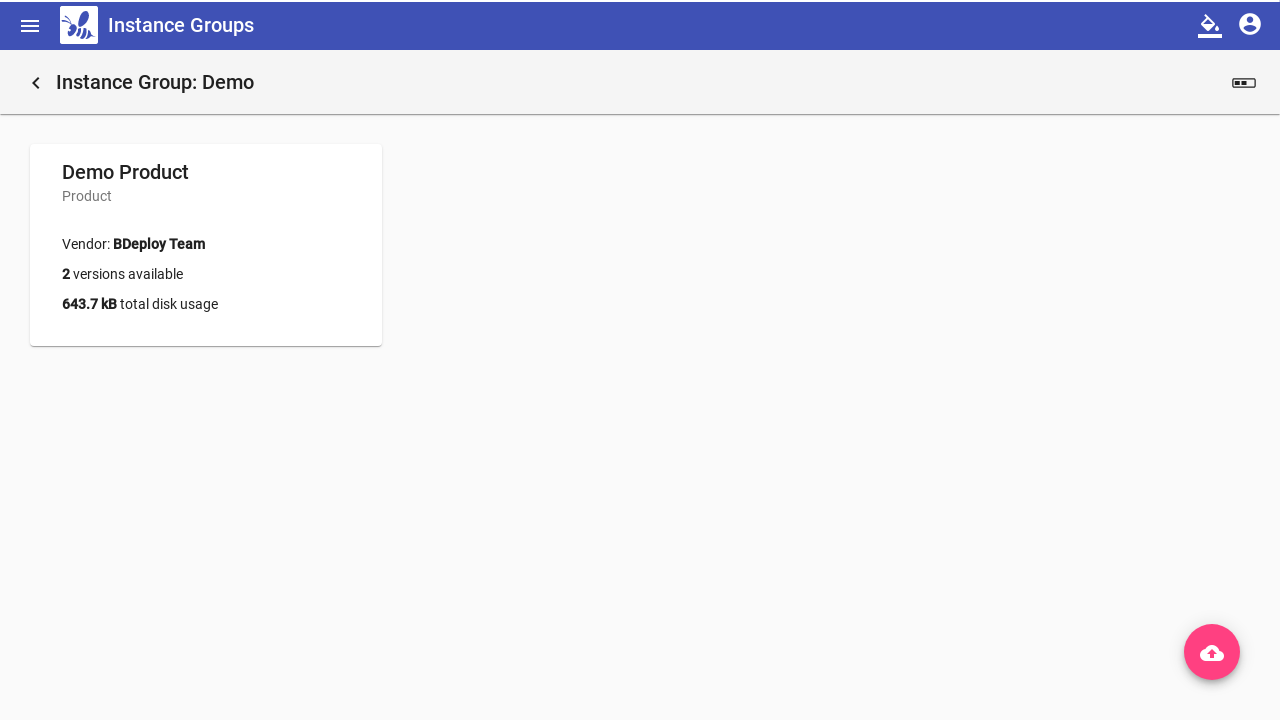 Instance Groups
Instance Group: Demo
Demo Product
Product
Vendor: BDeploy Team
2 versions available
643.7 kB total disk usage